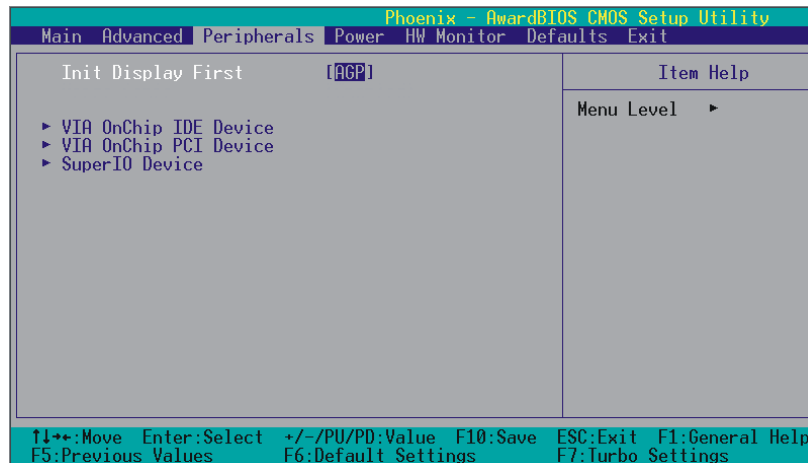 Phoenix - AwardBIOS CMOS Setup Utility
Main Advanced Peripherals Power HW Monitor Defaults Exit
Init Display First [AGP]
► VIA OnChip IDE Device
► VIA OnChip PCI Device
► SuperIO Device
Item Help
Menu Level ►
↑↓→←:Move Enter:Select +/-/PU/PD:Value F10:Save ESC:Exit F1:General Help
F5:Previous Values F6:Default Settings F7:Turbo Settings